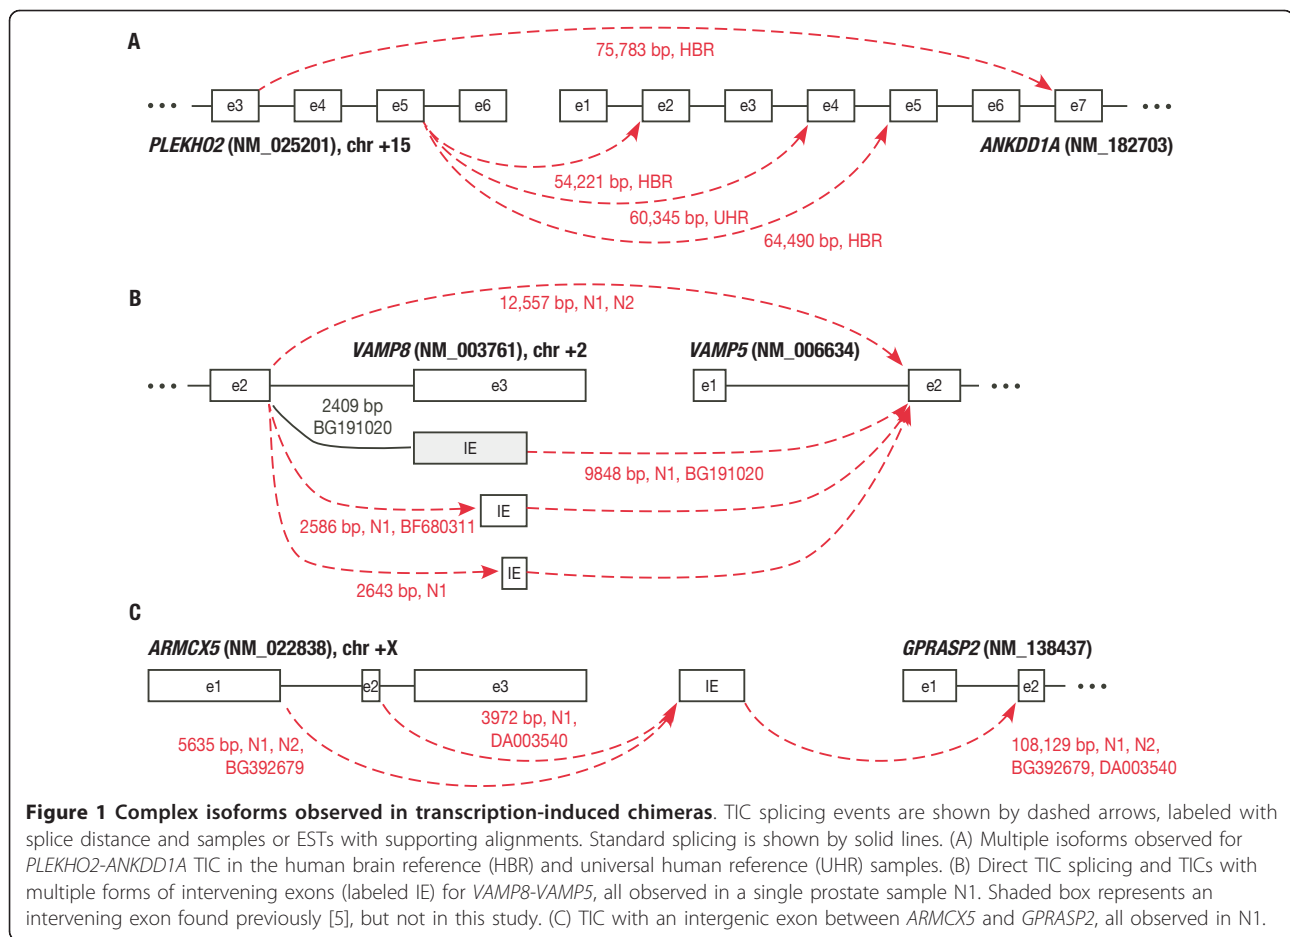 A
75,783 bp, HBR
e3 e4 e5 e6 e1 e2 e3 e4 e5 e6 e7
PLEKHO2 (NM_025201), chr +15
ANKDD1A (NM_182703)
54,221 bp, HBR
60,345 bp, UHR
64,490 bp, HBR
B
12,557 bp, N1, N2
VAMP8 (NM_003761), chr +2
VAMP5 (NM_006634)
e2 e3 e1 e2
2409 bp
BG191020
IE
9848 bp, N1, BG191020
IE
2586 bp, N1, BF680311
IE
2643 bp, N1
C
ARMCX5 (NM_022838), chr +X
GPRASP2 (NM_138437)
e1 e2 e3 IE e1 e2
3972 bp, N1,
DA003540
5635 bp, N1, N2,
BG392679
108,129 bp, N1, N2,
BG392679, DA003540
Figure 1 Complex isoforms observed in transcription-induced chimeras. TIC splicing events are shown by dashed arrows, labeled with
splice distance and samples or ESTs with supporting alignments. Standard splicing is shown by solid lines. (A) Multiple isoforms observed for
PLEKHO2-ANKDD1A TIC in the human brain reference (HBR) and universal human reference (UHR) samples. (B) Direct TIC splicing and TICs with
multiple forms of intervening exons (labeled IE) for VAMP8-VAMP5, all observed in a single prostate sample N1. Shaded box represents an
intervening exon found previously [5], but not in this study. (C) TIC with an intergenic exon between ARMCX5 and GPRASP2, all observed in N1.